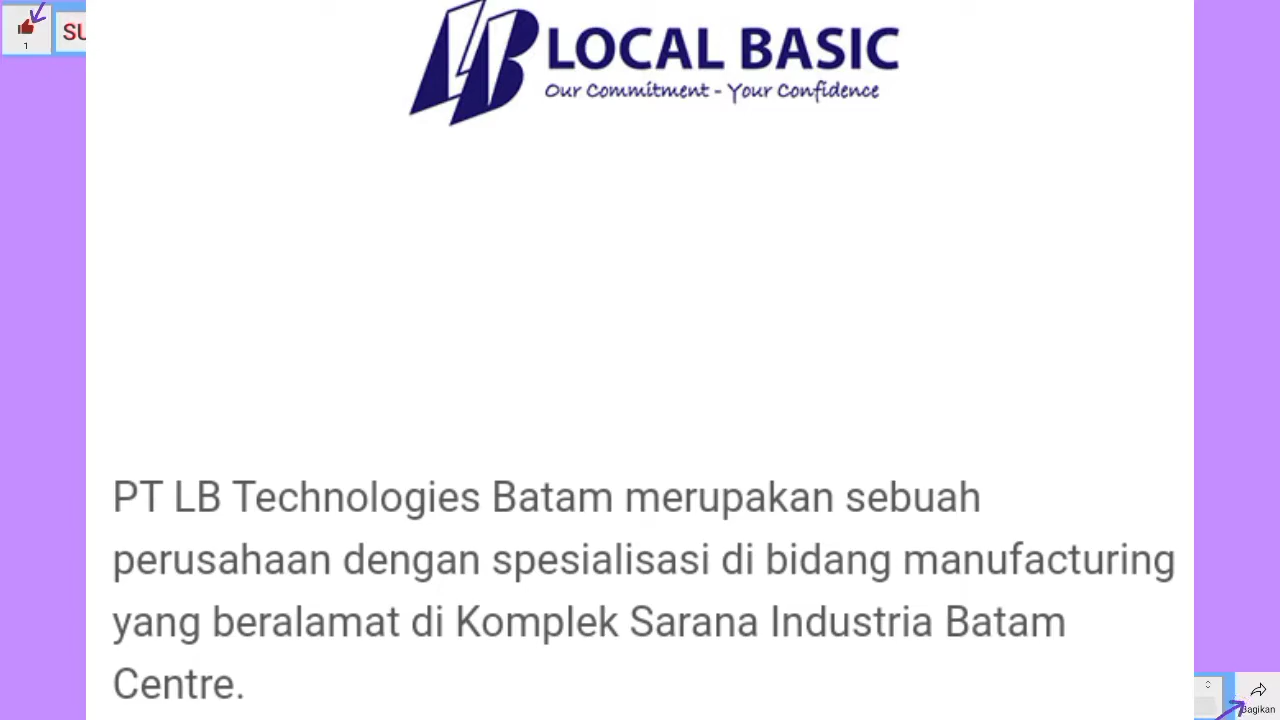 1
SU
LOCAL BASIC
Our Commitment - Your Confidence
PT LB Technologies Batam merupakan sebuah
perusahaan dengan spesialisasi di bidang manufacturing
yang beralamat di Komplek Sarana Industria Batam
Centre.
Bagikan